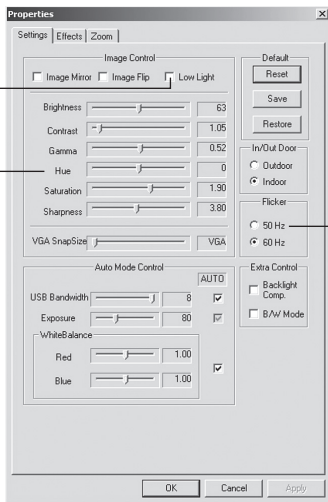 Properties
Settings Effects Zoom
Image Control
Image Mirror Image Flip Low Light
Brightness 63
Contrast 1.05
Gamma 0.52
Hue 0
Saturation 1.90
Sharpness 3.80
VGA SnapSize VGA
Default
Reset
Save
Restore
In/Out Door
Outdoor
Indoor
Flicker
50 Hz
60 Hz
Auto Mode Control
AUTO
USB Bandwidth 8
Exposure 80
WhiteBalance
Red 1.00
Blue 1.00
Extra Control
Backlight
Comp.
B/W Mode
OK Cancel Apply